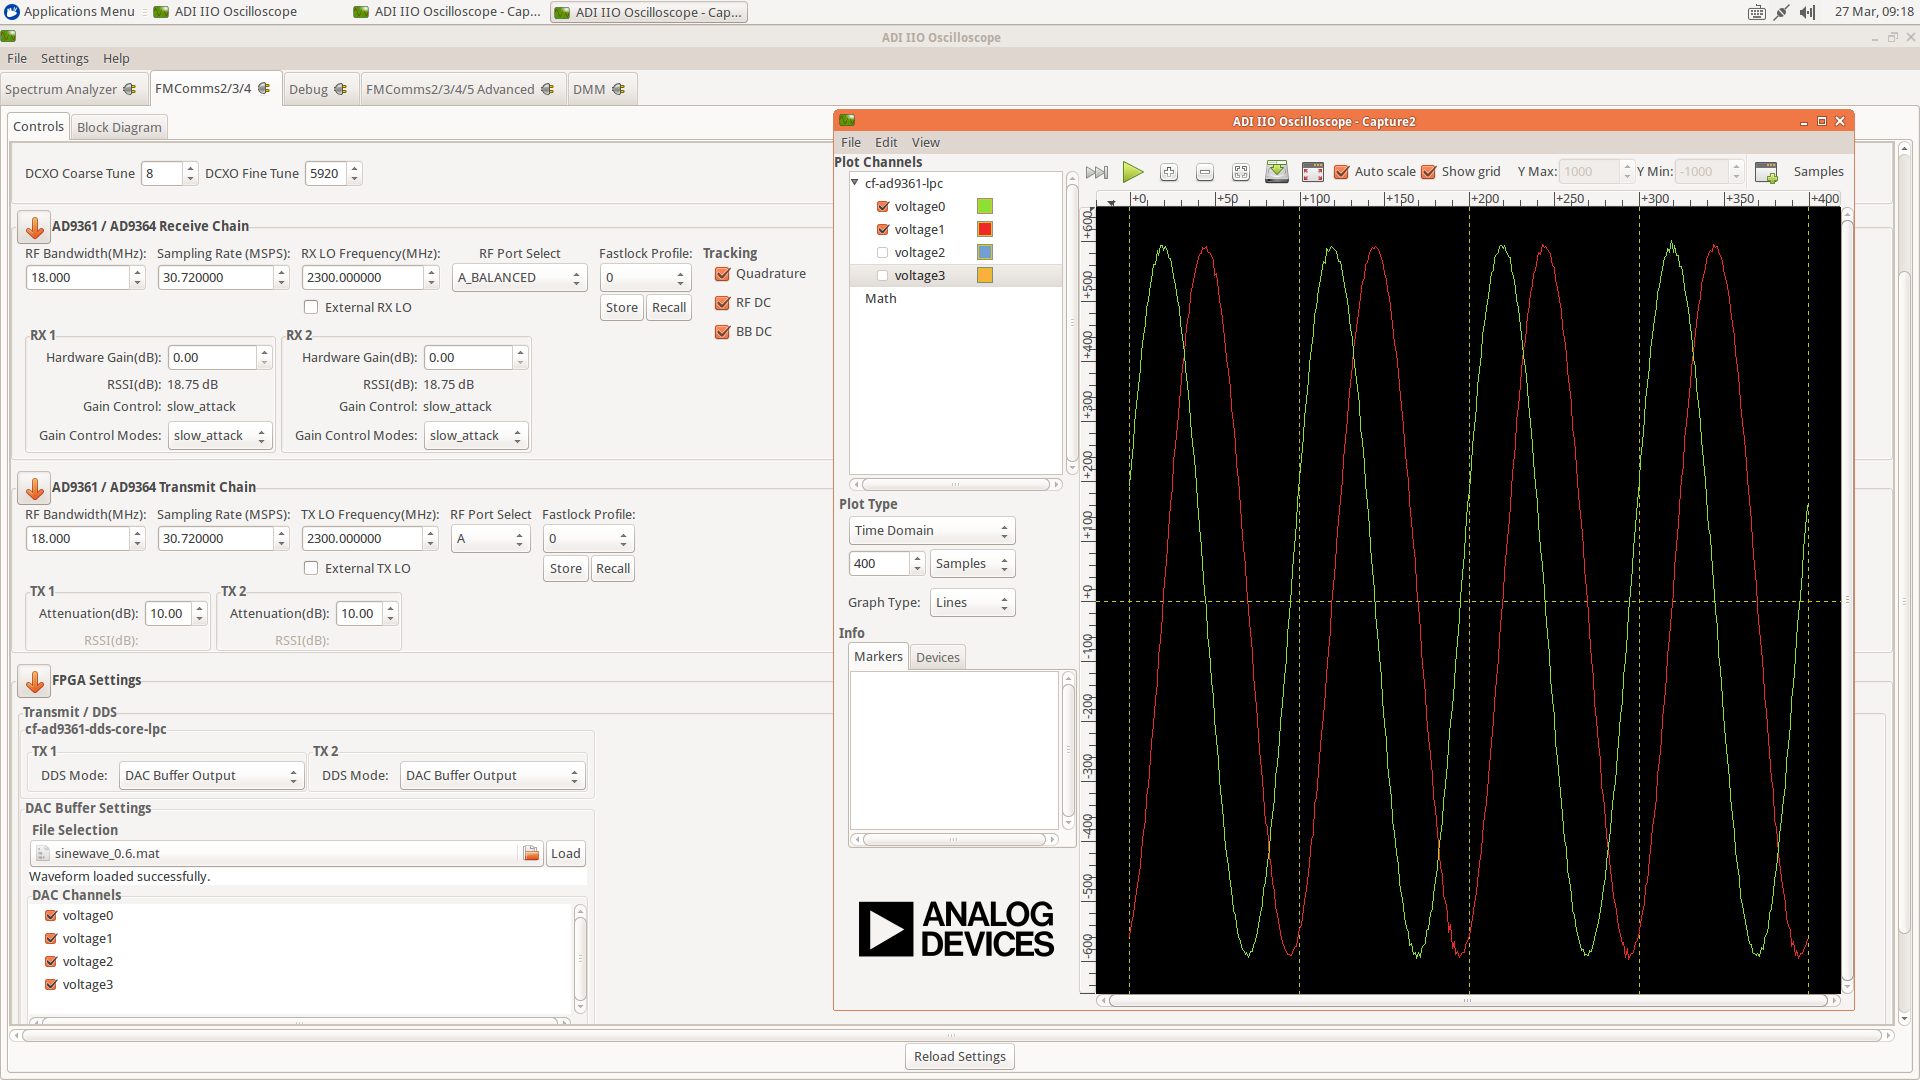 Applications Menu
ADI IIO Oscilloscope
ADI IIO Oscilloscope - Cap...
ADI IIO Oscilloscope - Cap...
27 Mar, 09:18
ADI IIO Oscilloscope
File Settings Help
Spectrum Analyzer
FMComms2/3/4
Debug
FMComms2/3/4/5 Advanced
DMM
Controls
Block Diagram
DCXO Coarse Tune 8 DCXO Fine Tune 5920
AD9361 / AD9364 Receive Chain
RF Bandwidth(MHz): Sampling Rate (MSPS): RX LO Frequency(MHz): RF Port Select Fastlock Profile: Tracking
18.000 30.720000 2300.000000 A_BALANCED 0 Quadrature
External RX LO Store Recall RF DC
BB DC
RX 1
Hardware Gain(dB): 0.00
RSSI(dB): 18.75 dB
Gain Control: slow_attack
Gain Control Modes: slow_attack
RX 2
Hardware Gain(dB): 0.00
RSSI(dB): 18.75 dB
Gain Control: slow_attack
Gain Control Modes: slow_attack
AD9361 / AD9364 Transmit Chain
RF Bandwidth(MHz): Sampling Rate (MSPS): TX LO Frequency(MHz): RF Port Select Fastlock Profile:
18.000 30.720000 2300.000000 A 0
External TX LO Store Recall
TX 1
Attenuation(dB): 10.00
RSSI(dB):
TX 2
Attenuation(dB): 10.00
RSSI(dB):
FPGA Settings
Transmit / DDS
cf-ad9361-dds-core-lpc
TX 1
DDS Mode: DAC Buffer Output
TX 2
DDS Mode: DAC Buffer Output
DAC Buffer Settings
File Selection
sinewave_0.6.mat Load
Waveform loaded successfully.
DAC Channels
voltage0
voltage1
voltage2
voltage3
Reload Settings
ADI IIO Oscilloscope - Capture2
File Edit View
Plot Channels
cf-ad9361-lpc
voltage0
voltage1
voltage2
voltage3
Math
Plot Type
Time Domain
400 Samples
Graph Type: Lines
Info
Markers
Devices
ANALOG
DEVICES
Auto scale Show grid Y Max: 1000 Y Min: -1000 Samples
+0 +50 +100 +150 +200 +250 +300 +350 +400
+600
+500
+400
+300
+200
+100
+0
-100
-200
-300
-400
-500
-600